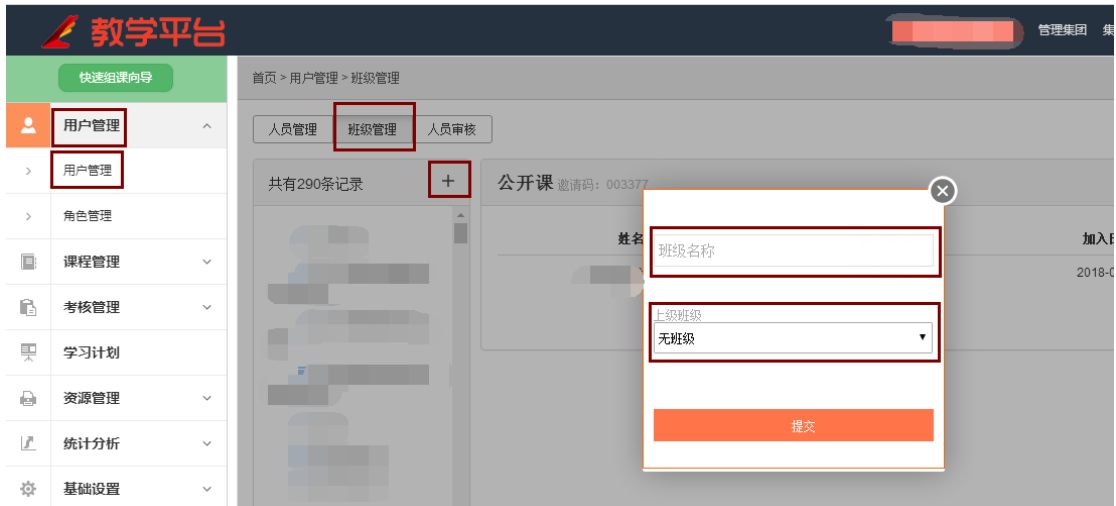 教学平台
管理集团
快速组课向导
首页 > 用户管理 > 班级管理
用户管理
人员管理 班级管理 人员审核
用户管理
共有290条记录 +
公开课 邀请码：003377
角色管理
姓名
加入日
班级名称
课程管理
2018-0
考核管理
上级班级
无班级
学习计划
资源管理
提交
统计分析
基础设置